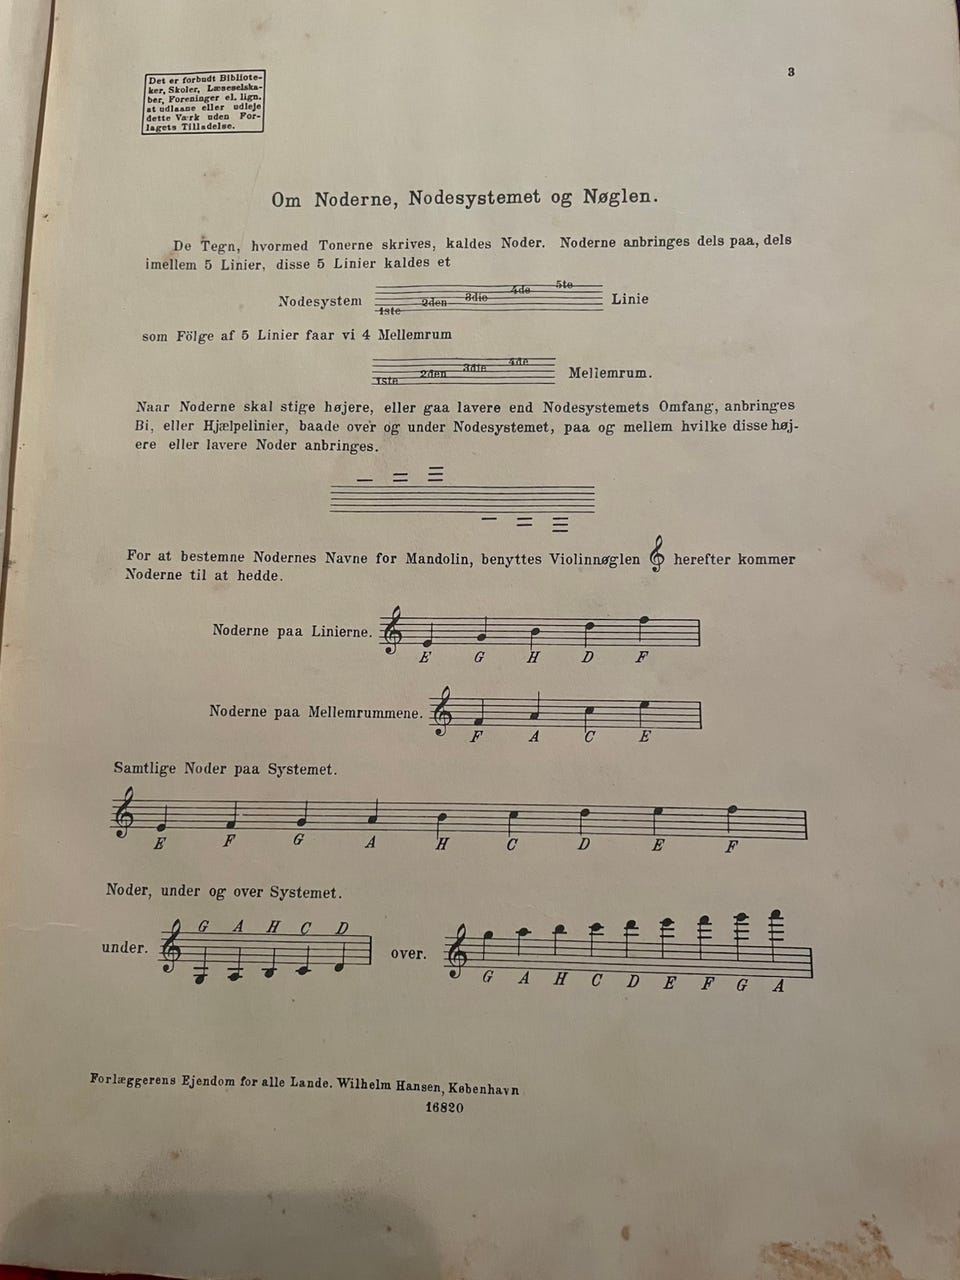 3
Det er forbudt Bibliote-
ker, Skoler, Læseselska-
ber, Foreninger el. lign.
at udlaane eller udleje
dette Værk uden For-
lagets Tilladelse.
Om Noderne, Nodesystemet og Nøglen.
De Tegn, hvormed Tonerne skrives, kaldes Noder. Noderne anbringes dels paa, dels
imellem 5 Linier, disse 5 Linier kaldes et
Nodesystem 1ste 2den 3die 4de 5te Linie
som Fölge af 5 Linier faar vi 4 Mellemrum
1ste 2den 3die 4de Mellemrum.
Naar Noderne skal stige højere, eller gaa lavere end Nodesystemets Omfang, anbringes
Bi, eller Hjælpelinier, baade over og under Nodesystemet, paa og mellem hvilke disse høj-
ere eller lavere Noder anbringes.
For at bestemne Nodernes Navne for Mandolin, benyttes Violinnøglen herefter kommer
Noderne til at hedde.
Noderne paa Linierne.
E G H D F
Noderne paa Mellemrummene.
F A C E
Samtlige Noder paa Systemet.
E F G A H C D E F
Noder, under og over Systemet.
under. G A H C D
over. G A H C D E F G A
Forlæggerens Ejendom for alle Lande. Wilhelm Hansen, København
16820